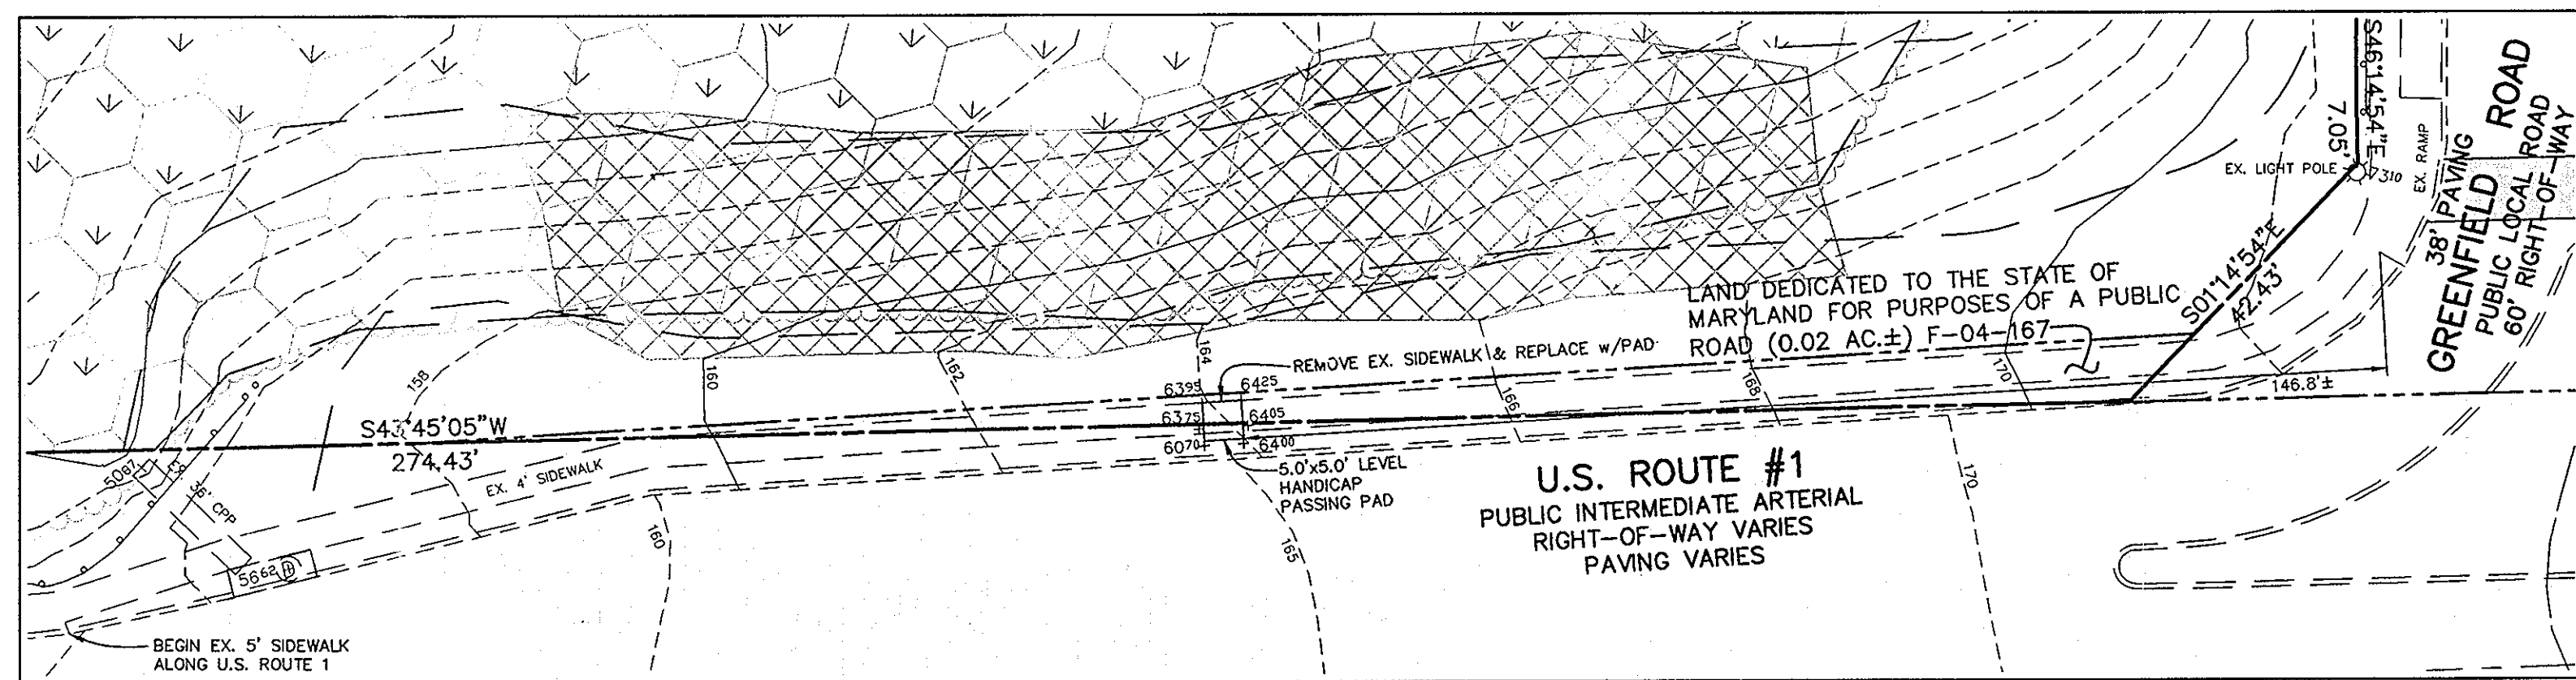 S46°14'54"E
7.05'
EX. LIGHT POLE
7310
EX. RAMP
38' PAVING
GREENFIELD ROAD
PUBLIC LOCAL ROAD
60' RIGHT-OF-WAY
S01°14'54"E
42.43'
LAND DEDICATED TO THE STATE OF
MARYLAND FOR PURPOSES OF A PUBLIC
ROAD (0.02 AC.±) F-04-167
REMOVE EX. SIDEWALK & REPLACE w/PAD
146.8'±
158
160
162
164
166
168
170
6395
6425
6375
6405
6070
6400
S43°45'05"W
274.43'
EX. 4' SIDEWALK
5.0'x5.0' LEVEL
HANDICAP
PASSING PAD
U.S. ROUTE #1
PUBLIC INTERMEDIATE ARTERIAL
RIGHT-OF-WAY VARIES
PAVING VARIES
5087
EX.
36" CPP
5662
160
165
170
BEGIN EX. 5' SIDEWALK
ALONG U.S. ROUTE 1